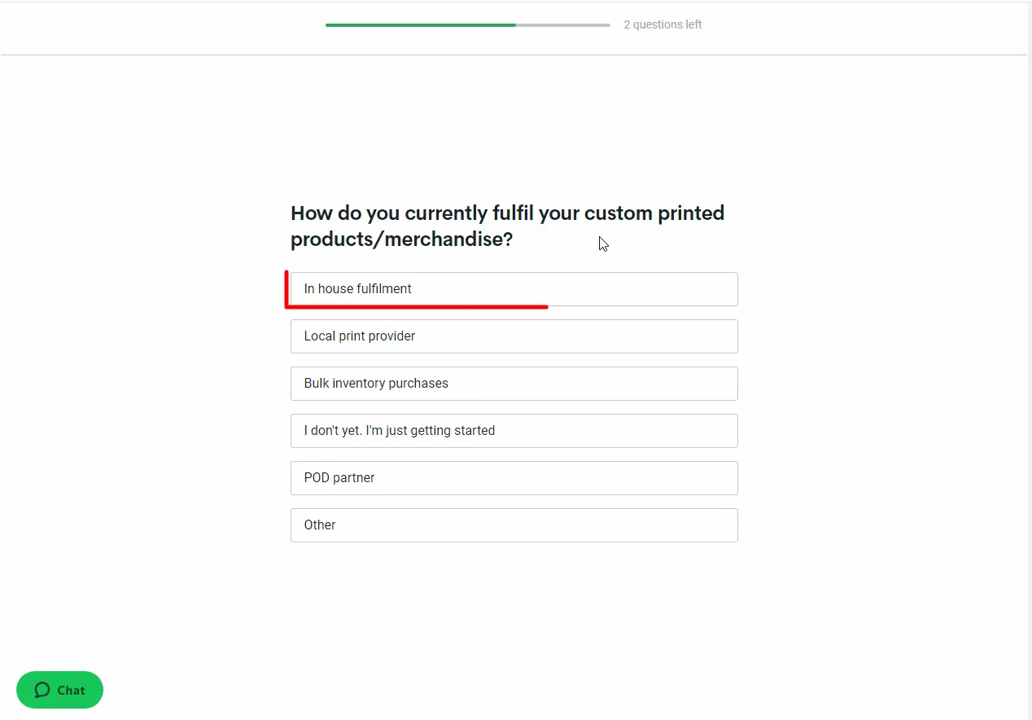 2 questions left
How do you currently fulfil your custom printed
products/merchandise?
In house fulfilment
Local print provider
Bulk inventory purchases
I don't yet. I'm just getting started
POD partner
Other
Chat